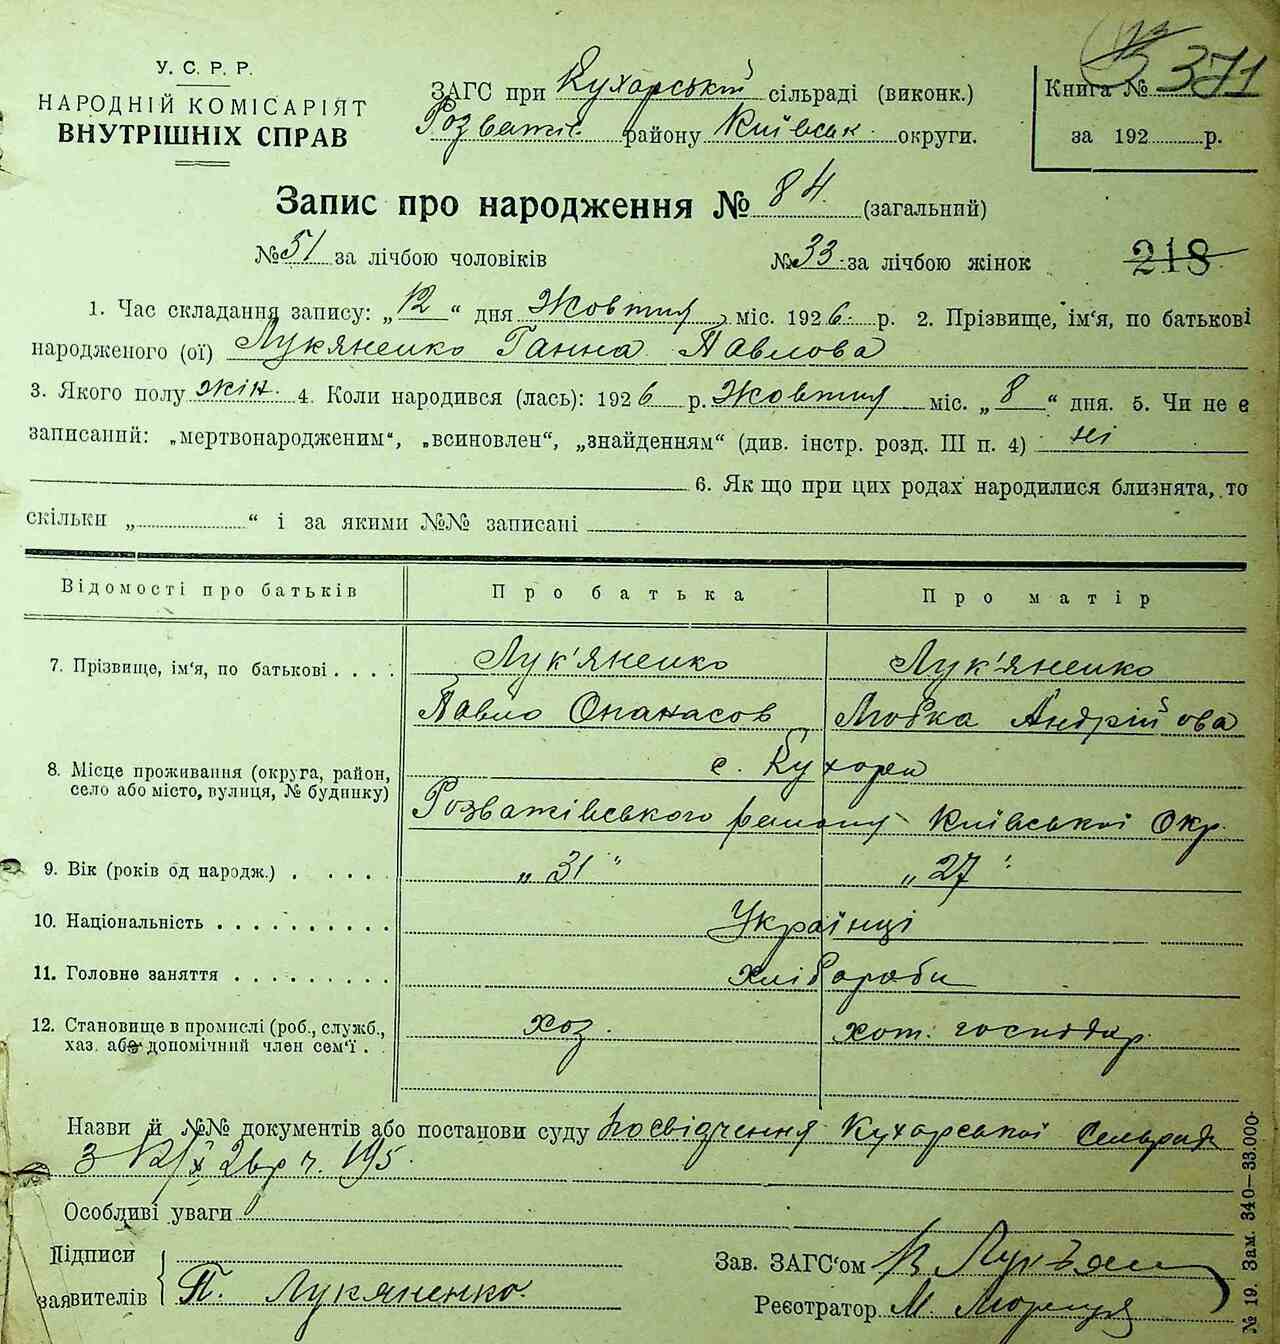 371
У. С. Р. Р.
НАРОДНІЙ КОМІСАРІЯТ
ВНУТРІШНІХ СПРАВ
ЗАГС при Кухарській сільраді (виконк.)
Розважів. району Київськ. округи.
Книга №
за 192 р.
Запис про народження № 84. (загальний)
№ 51 за лічбою чоловіків № 33 за лічбою жінок 218
1. Час складання запису: „12“ дня Жовтня міс. 1926. р. 2. Прізвище, ім‘я, по батькові
народженого (ої) Лукяненко Ганна Павлова
3. Якого полу жін. 4. Коли народився (лась): 1926 р. Жовтня міс. „8“ дня. 5. Чи не є
записаний: „мертвонародженим“, „всиновлен“, „знайденням“ (див. інстр. розд. III п. 4) ні
6. Як що при цих родах народилися близнята, то
скільки „ “ і за якими №№ записані
Відомості про батьків Про батька Про матір
7. Прізвище, ім‘я, по батькові . . . . Лук‘яненко Лук‘яненко
Павло Опанасов Любка Андрійова
8. Місце проживання (округа, район, с. Кухари
село або місто, вулиця, № будинку) Розважівського району Київської Окр.
9. Вік (років од народж.) . . . . . „31“ „27“
10. Національність . . . . . . . . . . Українці
11. Головне заняття . . . . . . . . . Хлібороби
12. Становище в промислі (роб., служб., хоз. господар
хаз. або допомічний член сем‘ї . .
Назви й №№ документів або постанови суду Посвідчення Кухарської Сельради
з 12/X 26 р ч. 195.
Особливі уваги
Підписи
заявителів П. Лукяненко.
Зав. ЗАГС‘ом
Реєстратор М.
№ 19. Зам. 340—33.000